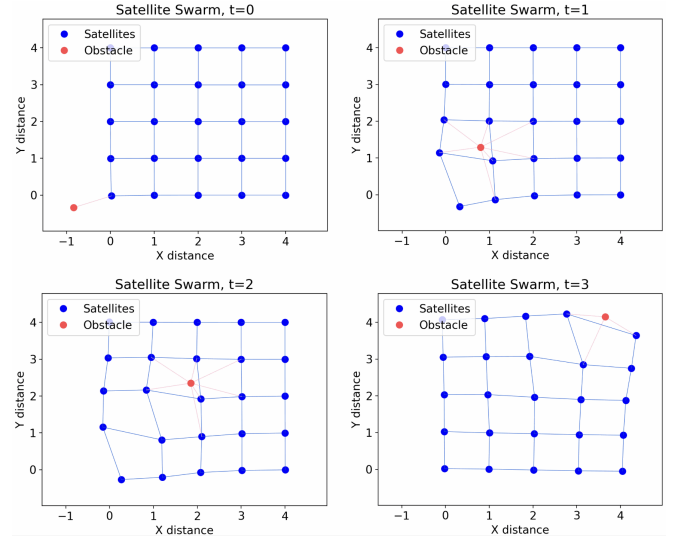 Satellite Swarm, t=0
Satellites
Obstacle
4
3
2
1
0
Y distance
−1 0 1 2 3 4
X distance
Satellite Swarm, t=1
Satellites
Obstacle
4
3
2
1
0
Y distance
−1 0 1 2 3 4
X distance
Satellite Swarm, t=2
Satellites
Obstacle
4
3
2
1
0
Y distance
−1 0 1 2 3 4
X distance
Satellite Swarm, t=3
Satellites
Obstacle
4
3
2
1
0
Y distance
−1 0 1 2 3 4
X distance